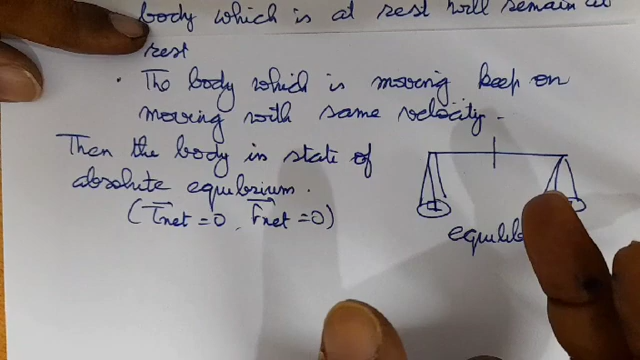 body which is at rest will remain at
rest
· The body which is moving keep on
moving with same velocity.
Then the body in state of
absolute equlibrium.
(τnet = 0, Fnet = 0)